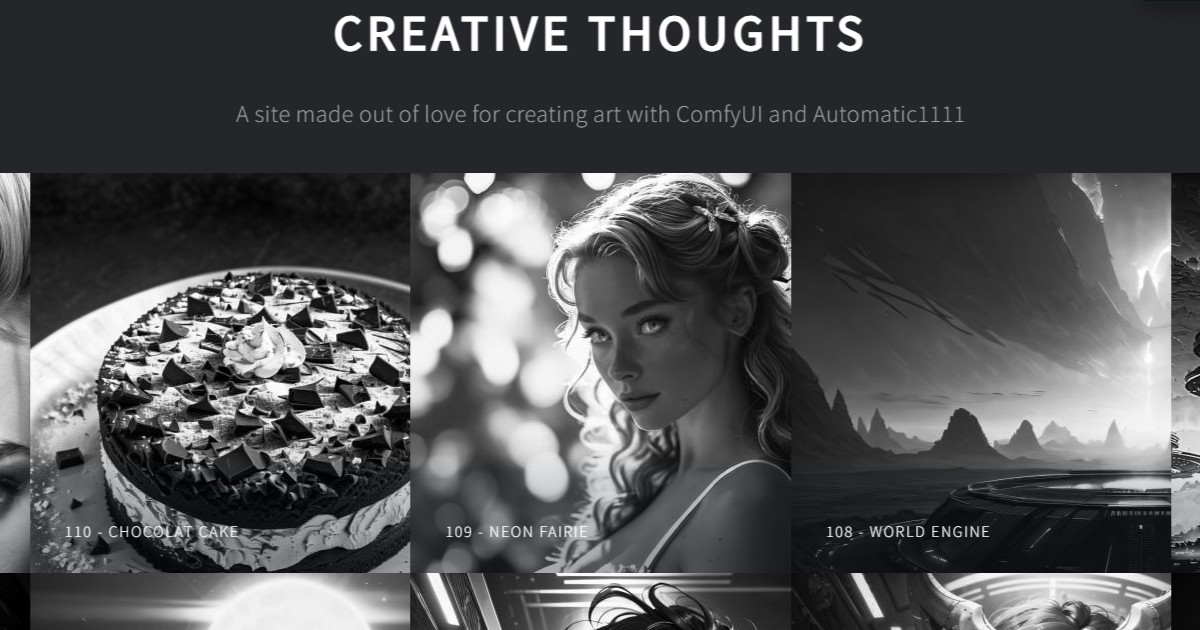 CREATIVE THOUGHTS
A site made out of love for creating art with ComfyUI and Automatic1111
110 - CHOCOLAT CAKE
109 - NEON FAIRIE
108 - WORLD ENGINE